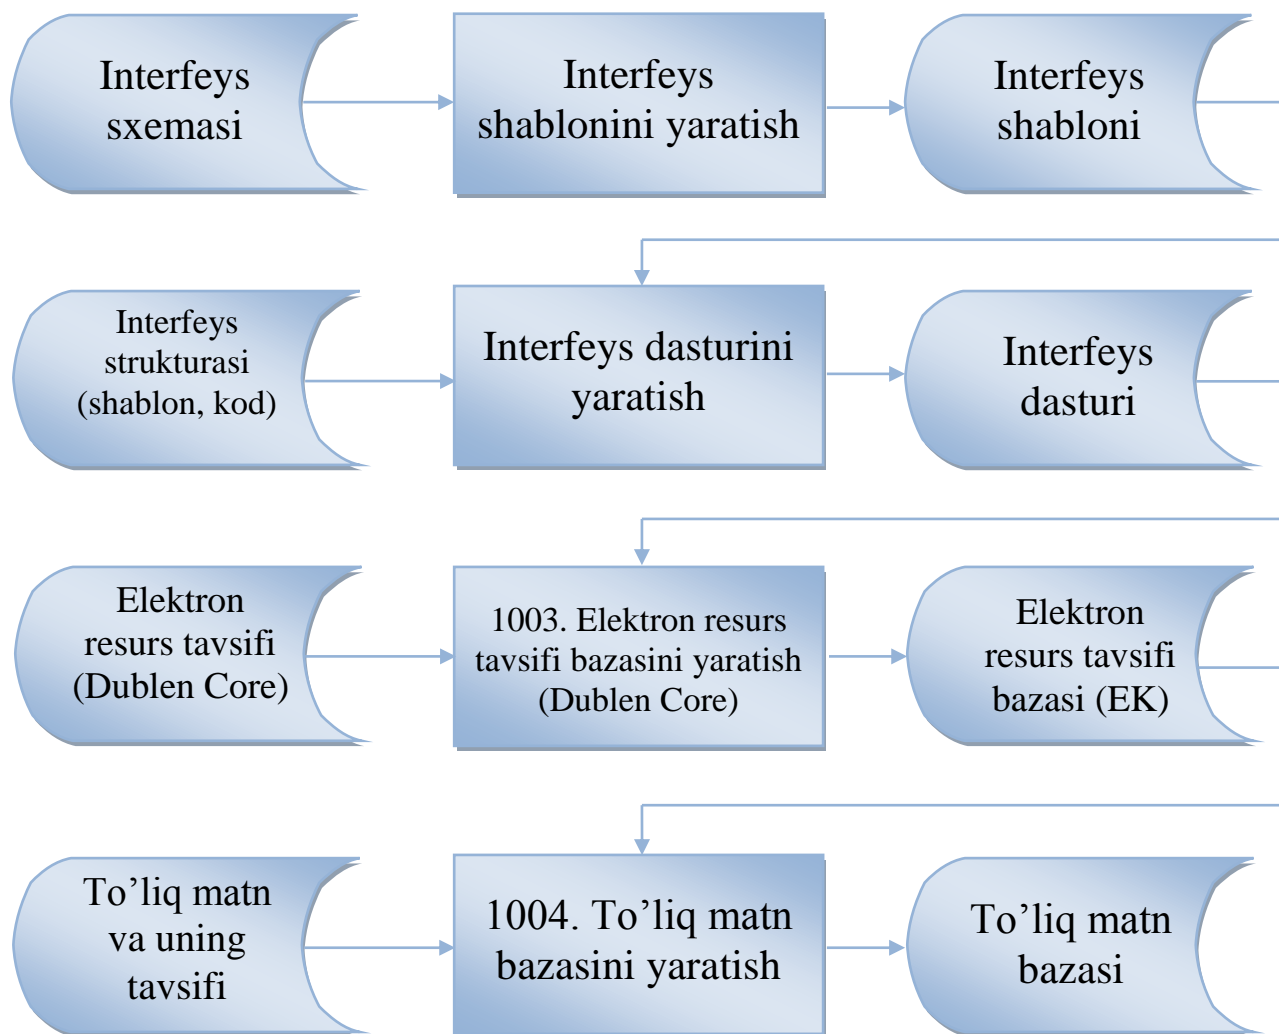 Interfeys
sxemasi
Interfeys
shablonini yaratish
Interfeys
shabloni
Interfeys
strukturasi
(shablon, kod)
Interfeys dasturini
yaratish
Interfeys
dasturi
Elektron
resurs tavsifi
(Dublen Core)
1003. Elektron resurs
tavsifi bazasini yaratish
(Dublen Core)
Elektron
resurs tavsifi
bazasi (EK)
To’liq matn
va uning
tavsifi
1004. To’liq matn
bazasini yaratish
To’liq matn
bazasi